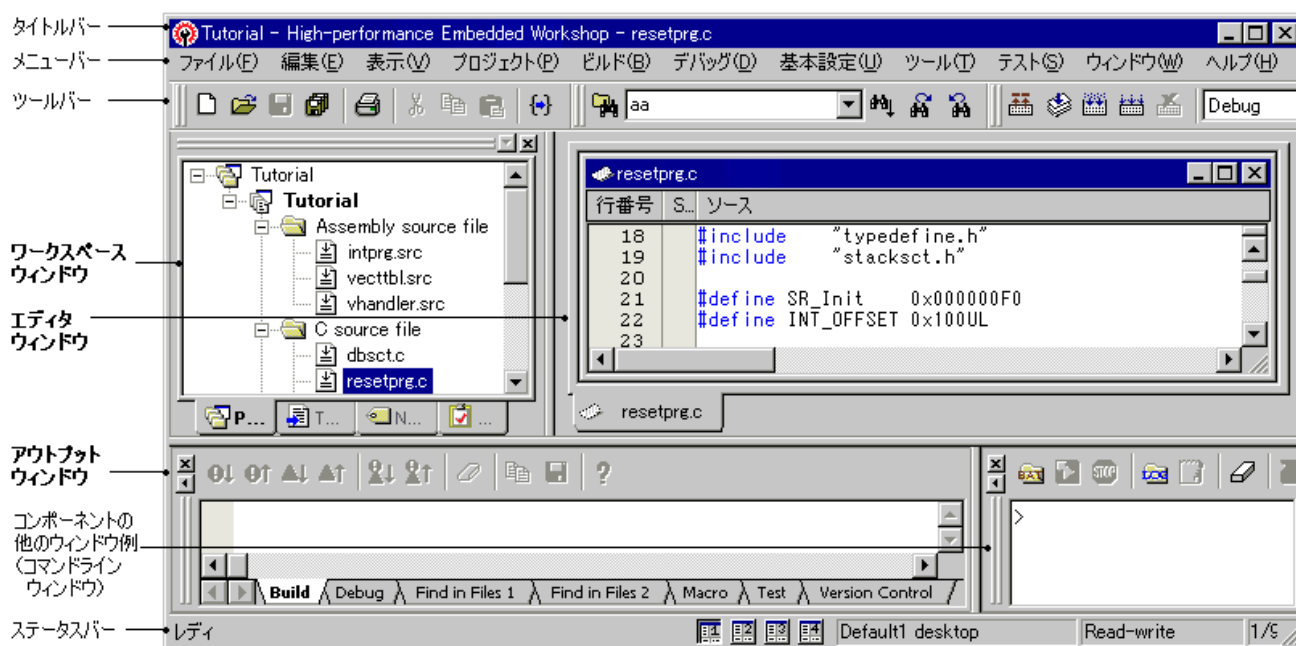 タイトルバー
Tutorial - High-performance Embedded Workshop - resetprg.c
メニューバー
ファイル(F) 編集(E) 表示(V) プロジェクト(P) ビルド(B) デバッグ(D) 基本設定(U) ツール(T) テスト(S) ウィンドウ(W) ヘルプ(H)
ツールバー
aa
Debug
ワークスペース
ウィンドウ
Tutorial
Tutorial
Assembly source file
intprg.src
vecttbl.src
vhandler.src
C source file
dbsct.c
resetprg.c
P... T... N... ...
エディタ
ウィンドウ
resetprg.c
行番号 S... ソース
18 #include "typedefine.h"
19 #include "stacksct.h"
20
21 #define SR_Init 0x000000F0
22 #define INT_OFFSET 0x100UL
23
resetprg.c
アウトプット
ウィンドウ
BAT STOP LOG
コンポーネントの
他のウィンドウ例
(コマンドライン
ウィンドウ)
>
Build Debug Find in Files 1 Find in Files 2 Macro Test Version Control
ステータスバー
レディ 1 2 3 4 Default1 desktop Read-write 1/9